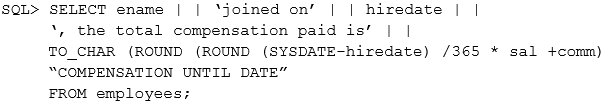 SQL> SELECT ename | | ‘joined on’ | | hiredate | |
‘, the total compensation paid is’ | |
TO_CHAR (ROUND (ROUND (SYSDATE-hiredate) /365 * sal +comm)
“COMPENSATION UNTIL DATE”
FROM employees;